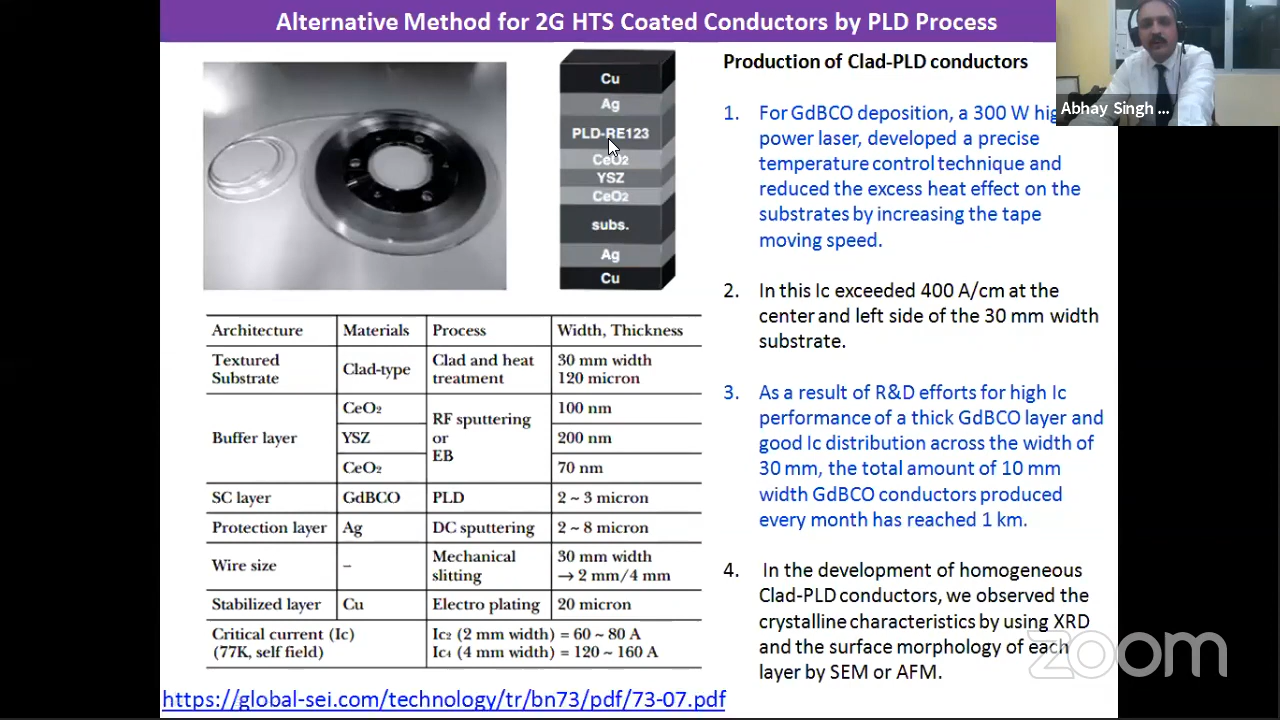 Alternative Method for 2G HTS Coated Conductors by PLD Process
Cu
Ag
PLD-RE123
CeO₂
YSZ
CeO₂
subs.
Ag
Cu
Architecture Materials Process Width, Thickness
Textured Substrate Clad-type Clad and heat treatment 30 mm width 120 micron
Buffer layer CeO₂ RF sputtering or EB 100 nm
YSZ 200 nm
CeO₂ 70 nm
SC layer GdBCO PLD 2 ~ 3 micron
Protection layer Ag DC sputtering 2 ~ 8 micron
Wire size – Mechanical slitting 30 mm width → 2 mm/4 mm
Stabilized layer Cu Electro plating 20 micron
Critical current (Ic) Ic₂ (2 mm width) = 60 ~ 80 A
(77K, self field) Ic₄ (4 mm width) = 120 ~ 160 A
https://global-sei.com/technology/tr/bn73/pdf/73-07.pdf
Production of Clad-PLD conductors
1. For GdBCO deposition, a 300 W
power laser, developed a precise
temperature control technique and
reduced the excess heat effect on the
substrates by increasing the tape
moving speed.
2. In this Ic exceeded 400 A/cm at the
center and left side of the 30 mm width
substrate.
3. As a result of R&D efforts for high Ic
performance of a thick GdBCO layer and
good Ic distribution across the width of
30 mm, the total amount of 10 mm
width GdBCO conductors produced
every month has reached 1 km.
4. In the development of homogeneous
Clad-PLD conductors, we observed the
crystalline characteristics by using XRD
and the surface morphology of each
layer by SEM or AFM.
Abhay Singh ...
zoom